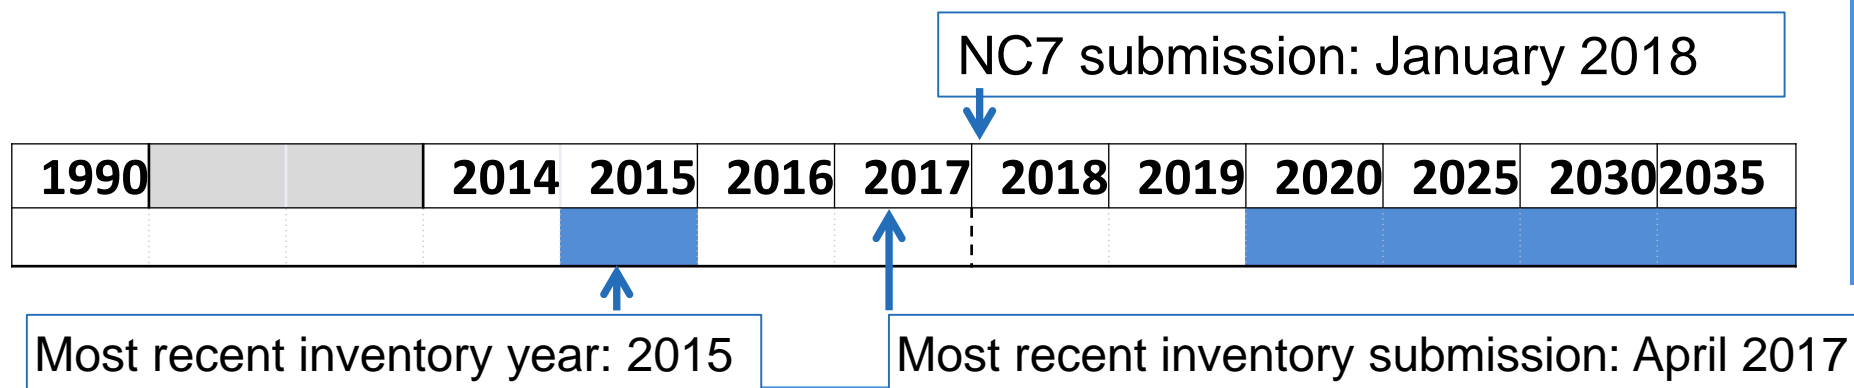 NC7 submission: January 2018
1990 2014 2015 2016 2017 2018 2019 2020 2025 2030 2035
Most recent inventory year: 2015
Most recent inventory submission: April 2017